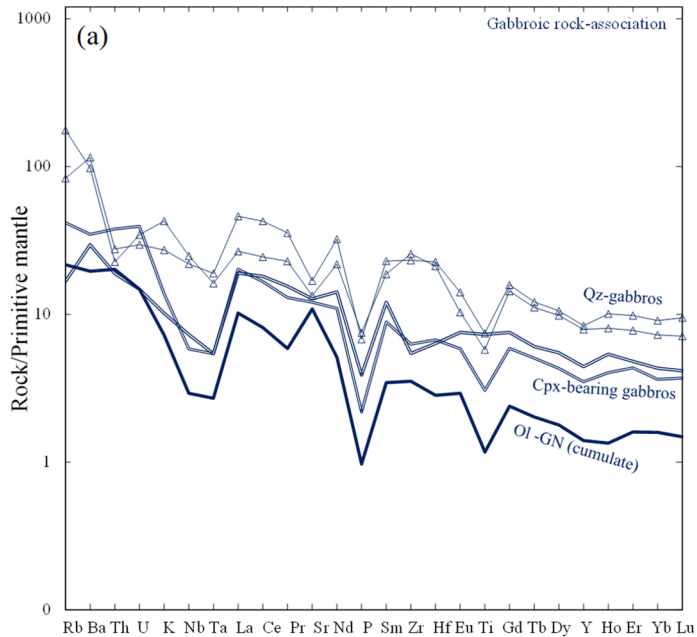 1000
(a)
Gabbroic rock-association
100
10
1
0
Rock/Primitive mantle
Qz-gabbros
Cpx-bearing gabbros
Ol -GN (cumulate)
Rb Ba Th U K Nb Ta La Ce Pr Sr Nd P Sm Zr Hf Eu Ti Gd Tb Dy Y Ho Er Yb Lu